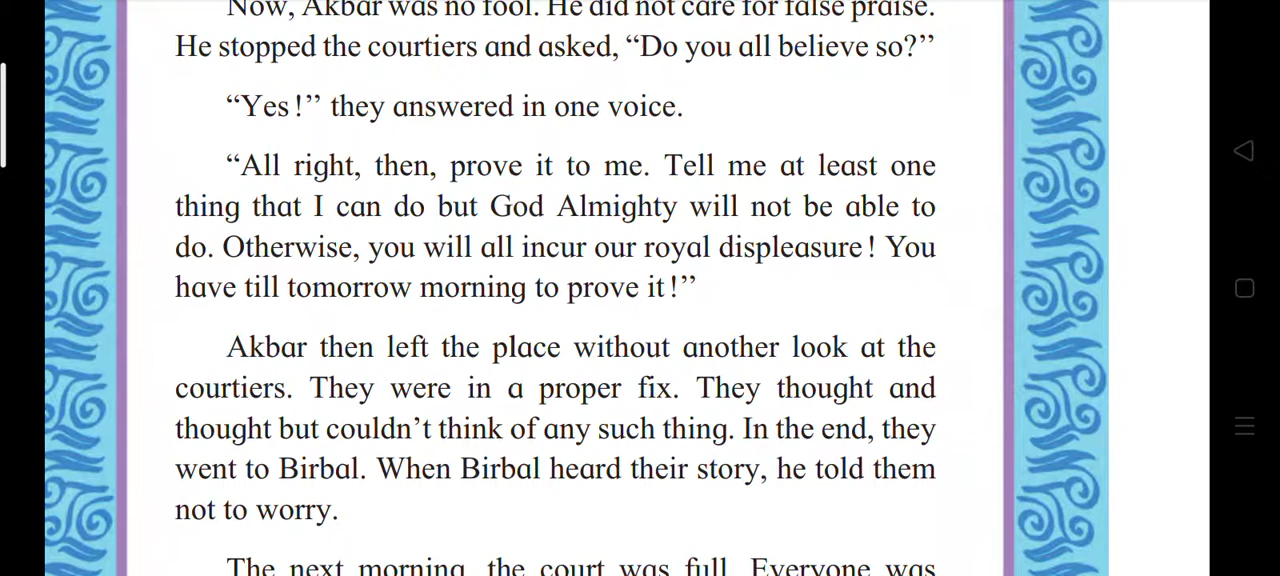 Now, Akbar was no fool. He did not care for false praise.
He stopped the courtiers and asked, “Do you all believe so?’’
“Yes!’’ they answered in one voice.
“All right, then, prove it to me. Tell me at least one
thing that I can do but God Almighty will not be able to
do. Otherwise, you will all incur our royal displeasure! You
have till tomorrow morning to prove it!’’
Akbar then left the place without another look at the
courtiers. They were in a proper fix. They thought and
thought but couldn’t think of any such thing. In the end, they
went to Birbal. When Birbal heard their story, he told them
not to worry.
The next morning, the court was full. Everyone was